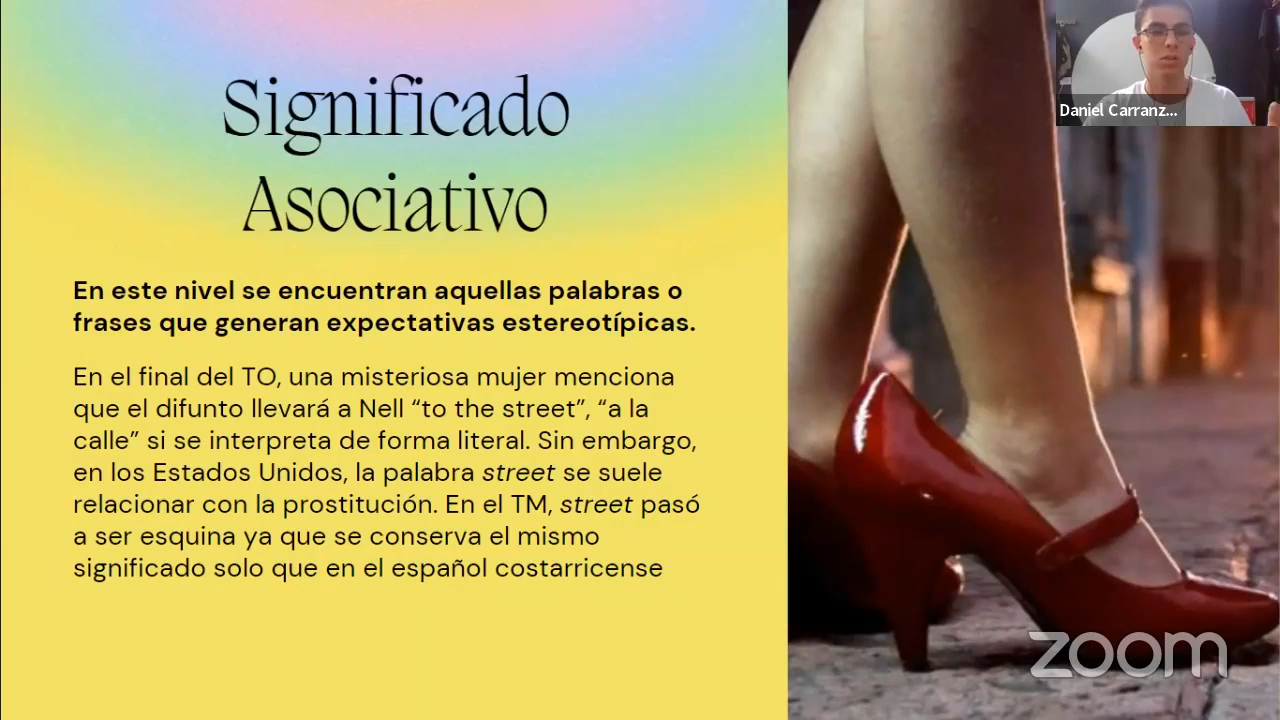 Significado
Asociativo
En este nivel se encuentran aquellas palabras o
frases que generan expectativas estereotípicas.
En el final del TO, una misteriosa mujer menciona
que el difunto llevará a Nell “to the street”, “a la
calle” si se interpreta de forma literal. Sin embargo,
en los Estados Unidos, la palabra street se suele
relacionar con la prostitución. En el TM, street pasó
a ser esquina ya que se conserva el mismo
significado solo que en el español costarricense
Daniel Carranz...
zoom